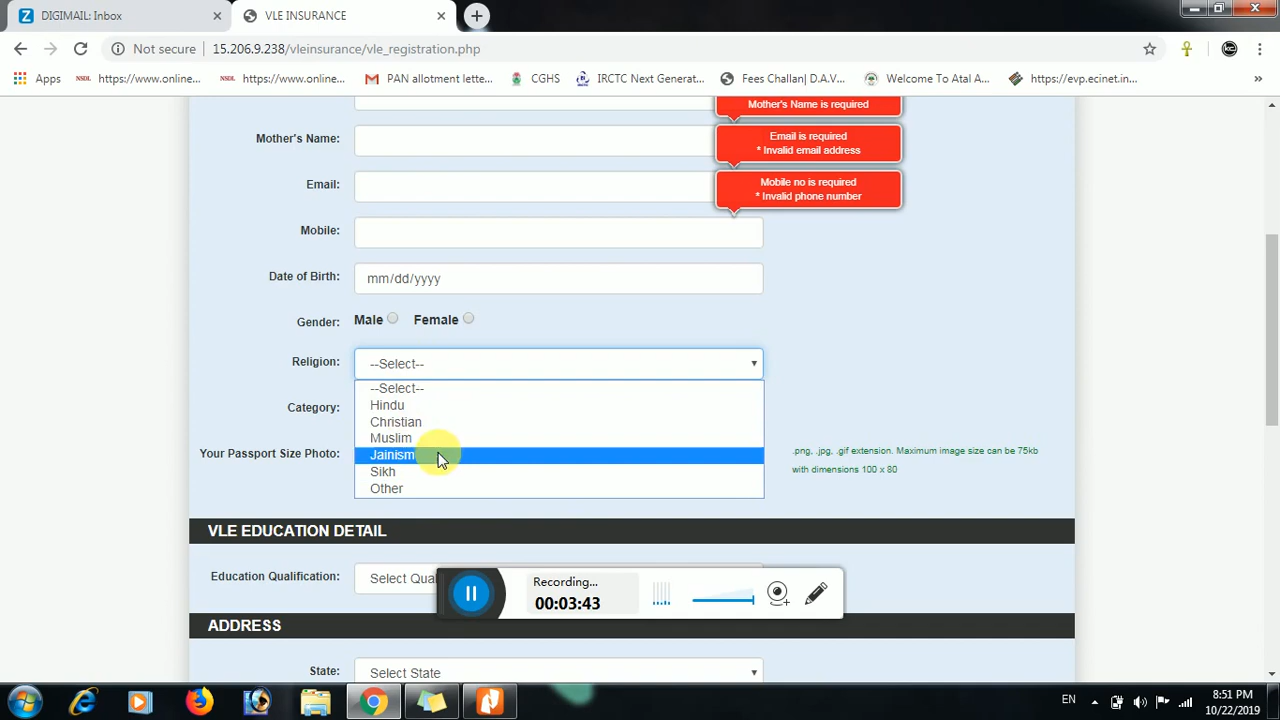 DIGIMAIL: Inbox
VLE INSURANCE
Not secure
15.206.9.238/vleinsurance/vle_registration.php
Apps
NSDL https://www.online...
NSDL https://www.online...
PAN allotment lette...
CGHS
IRCTC Next Generat...
Fees Challan| D.A.V...
Welcome To Atal A...
https://evp.ecinet.in...
»
Mother's Name is required
Mother's Name:
Email is required
* Invalid email address
Email:
Mobile no is required
* Invalid phone number
Mobile:
Date of Birth:
mm/dd/yyyy
Gender:
Male
Female
Religion:
--Select--
--Select--
Hindu
Category:
Christian
Muslim
Your Passport Size Photo:
Jainism
.png, .jpg, .gif extension. Maximum image size can be 75kb
with dimensions 100 x 80
Sikh
Other
VLE EDUCATION DETAIL
Education Qualification:
Select Qual
Recording...
00:03:43
ADDRESS
State:
Select State
EN
8:51 PM
10/22/2019